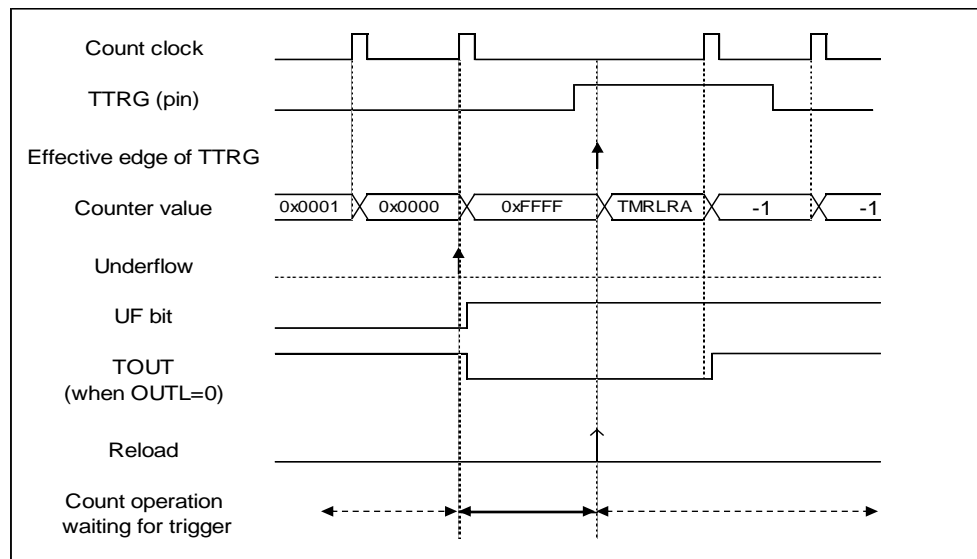 Count clock
TTRG (pin)
Effective edge of TTRG
Counter value
0x0001 0x0000 0xFFFF TMRLRA -1 -1
Underflow
UF bit
TOUT
(when OUTL=0)
Reload
Count operation
waiting for trigger